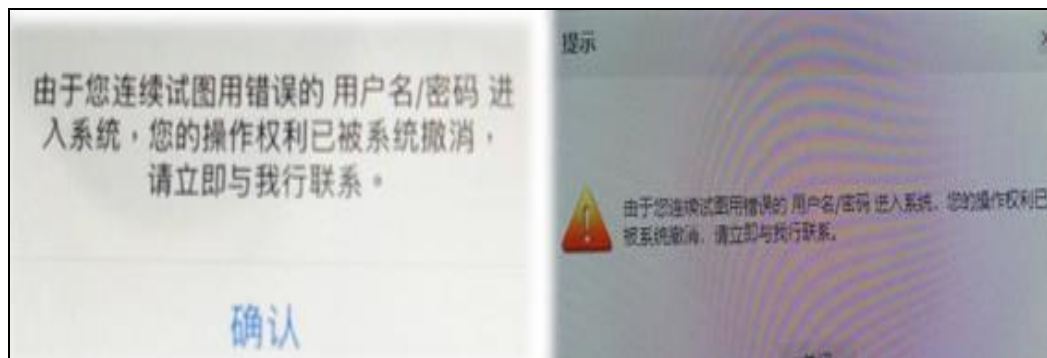 由于您连续试图用错误的 用户名/密码 进
入系统，您的操作权利已被系统撤消，
请立即与我行联系。
确认
提示
由于您连续试图用错误的 用户名/密码 进入系统，您的操作权利已
被系统撤消，请立即与我行联系。